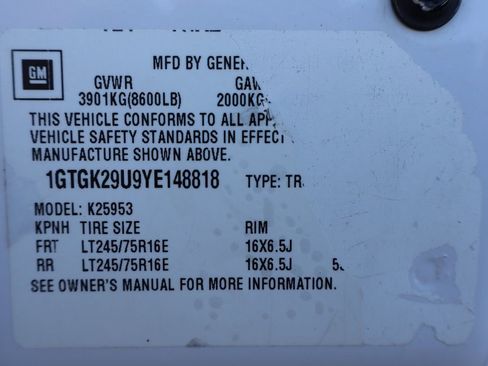 GM
MFD BY GENER
GVWR GAW
3901KG(8600LB) 2000KG
THIS VEHICLE CONFORMS TO ALL APP
VEHICLE SAFETY STANDARDS IN EFFECT
MANUFACTURE SHOWN ABOVE.
1GTGK29U9YE148818 TYPE: TR
MODEL: K25953
KPNH TIRE SIZE RIM
FRT LT245/75R16E 16X6.5J
RR LT245/75R16E 16X6.5J
SEE OWNER'S MANUAL FOR MORE INFORMATION.